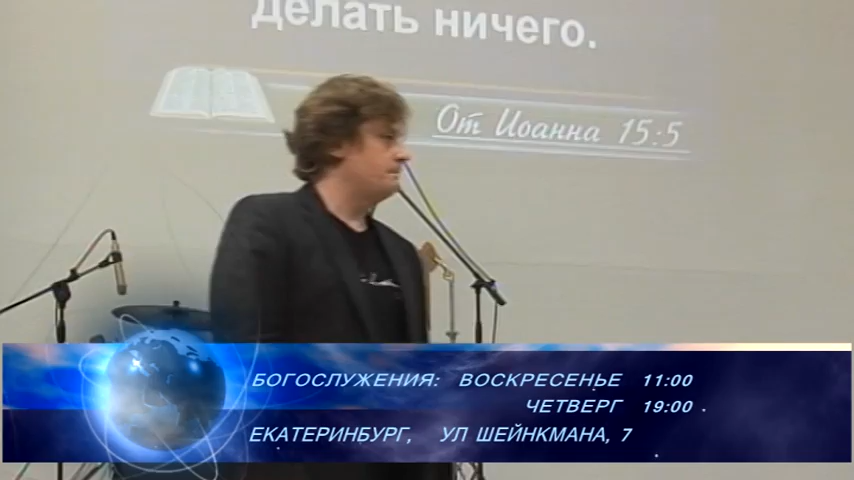 делать ничего.
От Иоанна 15:5
БОГОСЛУЖЕНИЯ: ВОСКРЕСЕНЬЕ 11:00
ЧЕТВЕРГ 19:00
ЕКАТЕРИНБУРГ, УЛ ШЕЙНКМАНА, 7